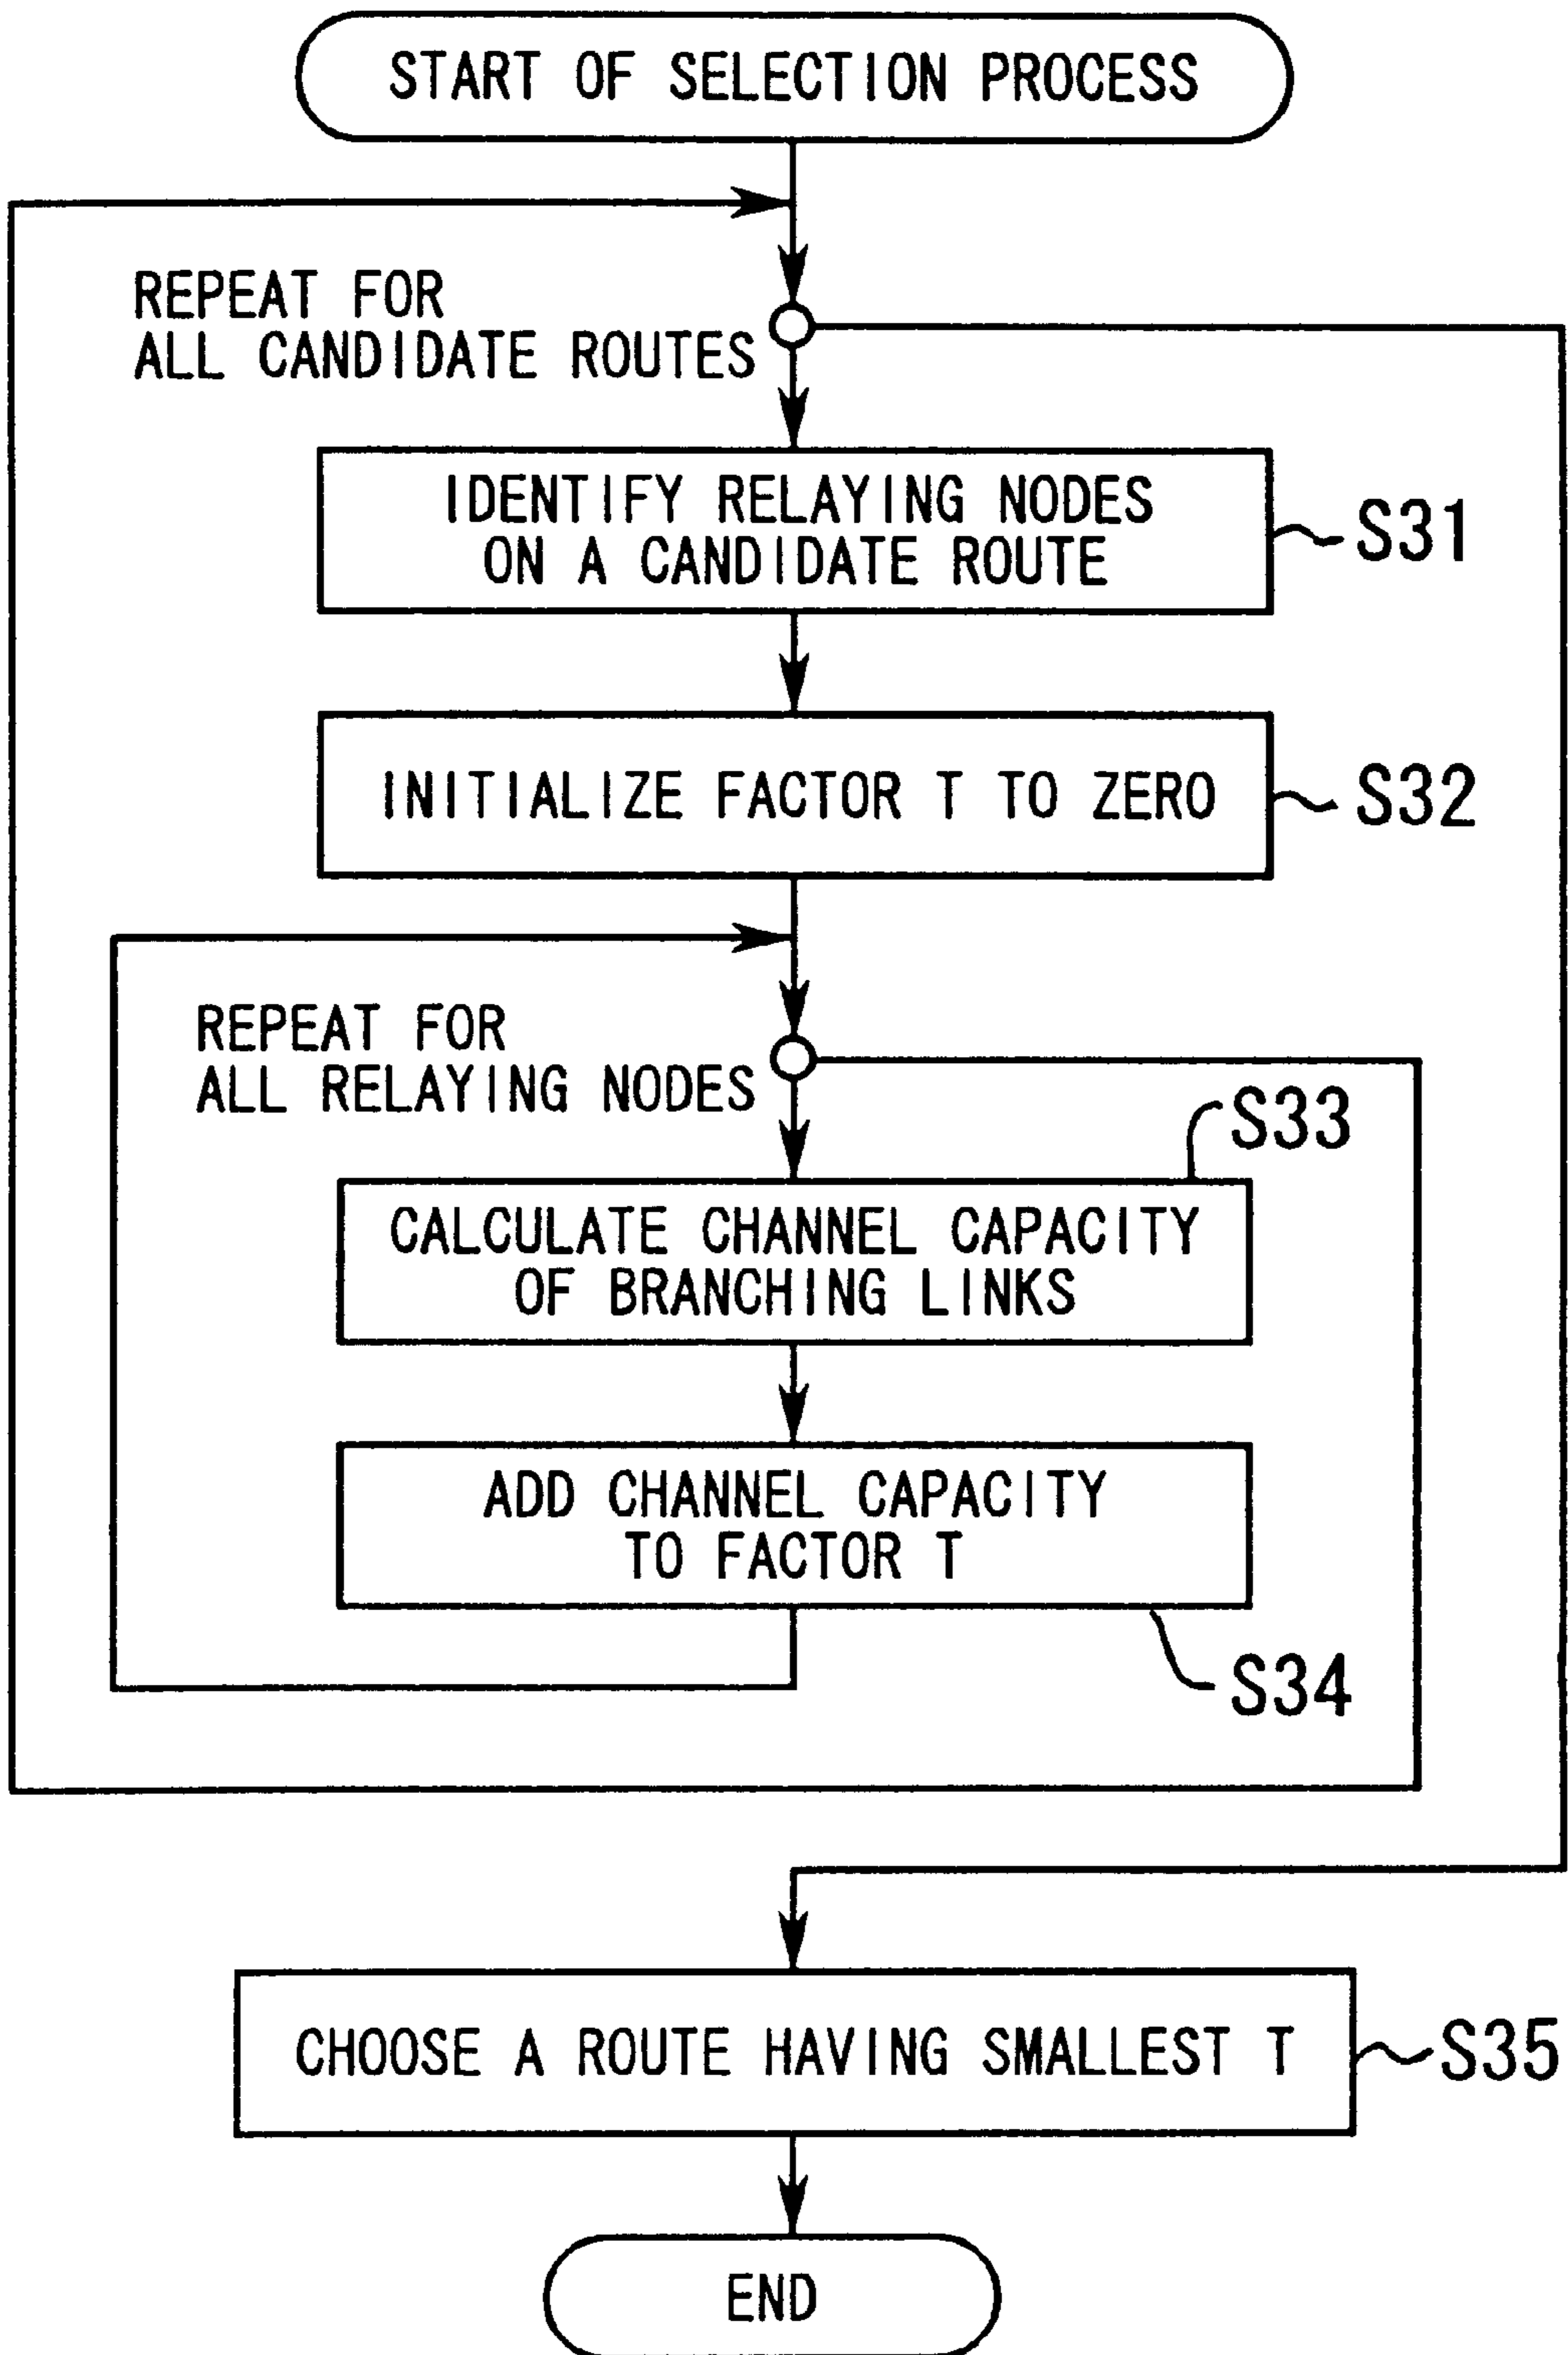 START OF SELECTION PROCESS
REPEAT FOR
ALL CANDIDATE ROUTES
IDENTIFY RELAYING NODES
ON A CANDIDATE ROUTE
S31
INITIALIZE FACTOR T TO ZERO
S32
REPEAT FOR
ALL RELAYING NODES
S33
CALCULATE CHANNEL CAPACITY
OF BRANCHING LINKS
ADD CHANNEL CAPACITY
TO FACTOR T
S34
CHOOSE A ROUTE HAVING SMALLEST T
S35
END